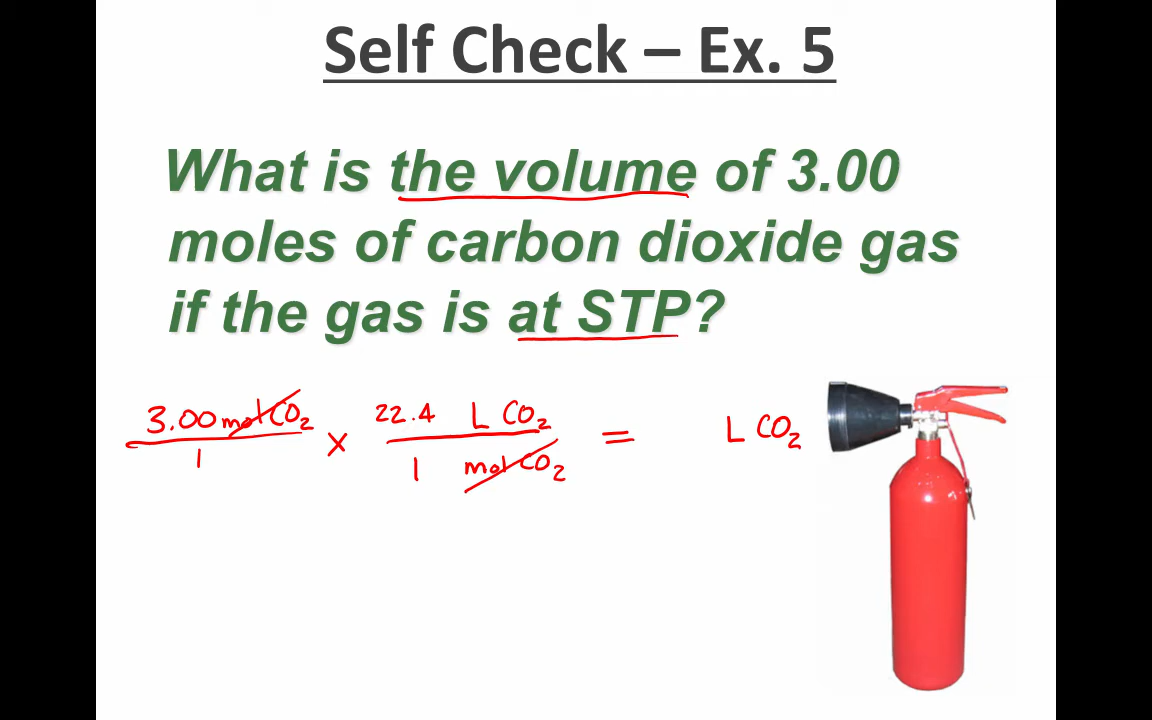 Self Check – Ex. 5
What is the volume of 3.00
moles of carbon dioxide gas
if the gas is at STP?
3.00 mol CO₂ x 22.4 L CO₂ = L CO₂
1 1 mol CO₂